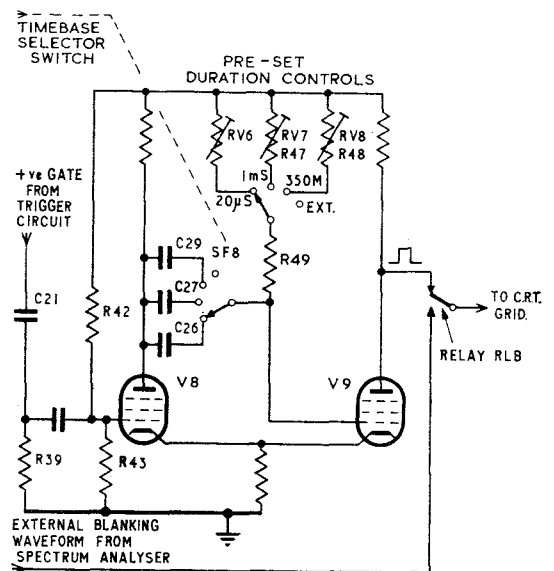 TIMEBASE
SELECTOR
SWITCH
PRE-SET
DURATION CONTROLS
RV6
RV7
R47
RV8
R48
1mS
350M
20µS
EXT.
+ve GATE
FROM
TRIGGER
CIRCUIT
C29
SF8
C27
C26
R49
C21
R42
V8
V9
TO C.R.T.
GRID.
RELAY RLB
R39
R43
EXTERNAL BLANKING
WAVEFORM FROM
SPECTRUM ANALYSER